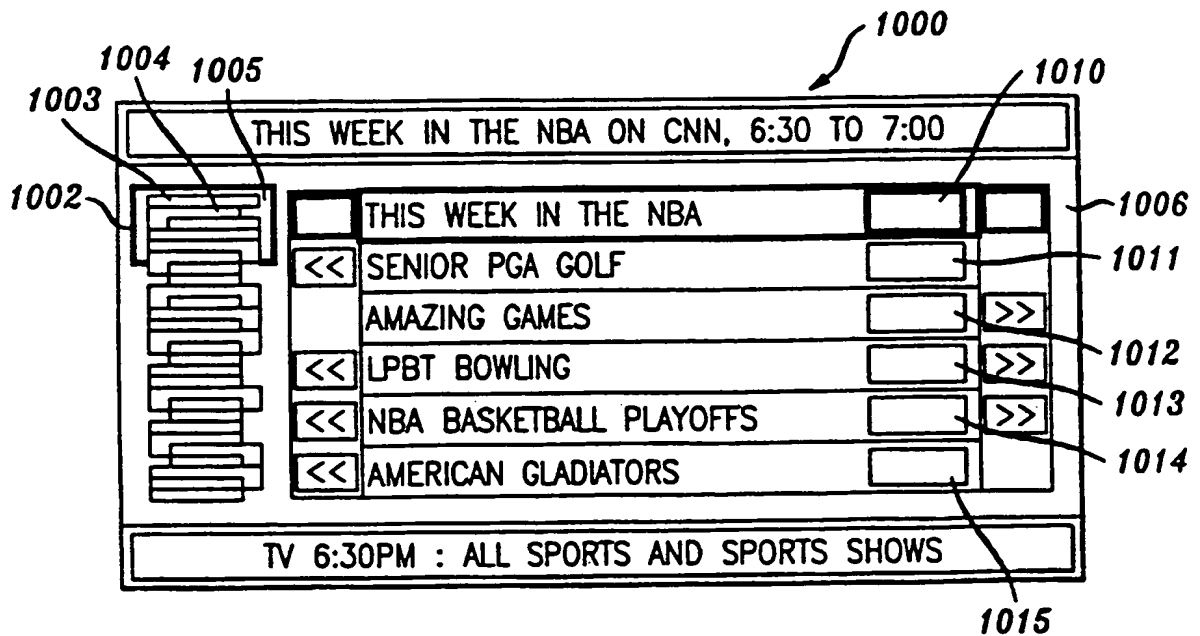 1000
1004
1005
1010
1003
THIS WEEK IN THE NBA ON CNN, 6:30 TO 7:00
1002
THIS WEEK IN THE NBA
1006
<< SENIOR PGA GOLF
1011
AMAZING GAMES >>
1012
<< LPBT BOWLING >>
1013
<< NBA BASKETBALL PLAYOFFS >>
1014
<< AMERICAN GLADIATORS
TV 6:30PM : ALL SPORTS AND SPORTS SHOWS
1015